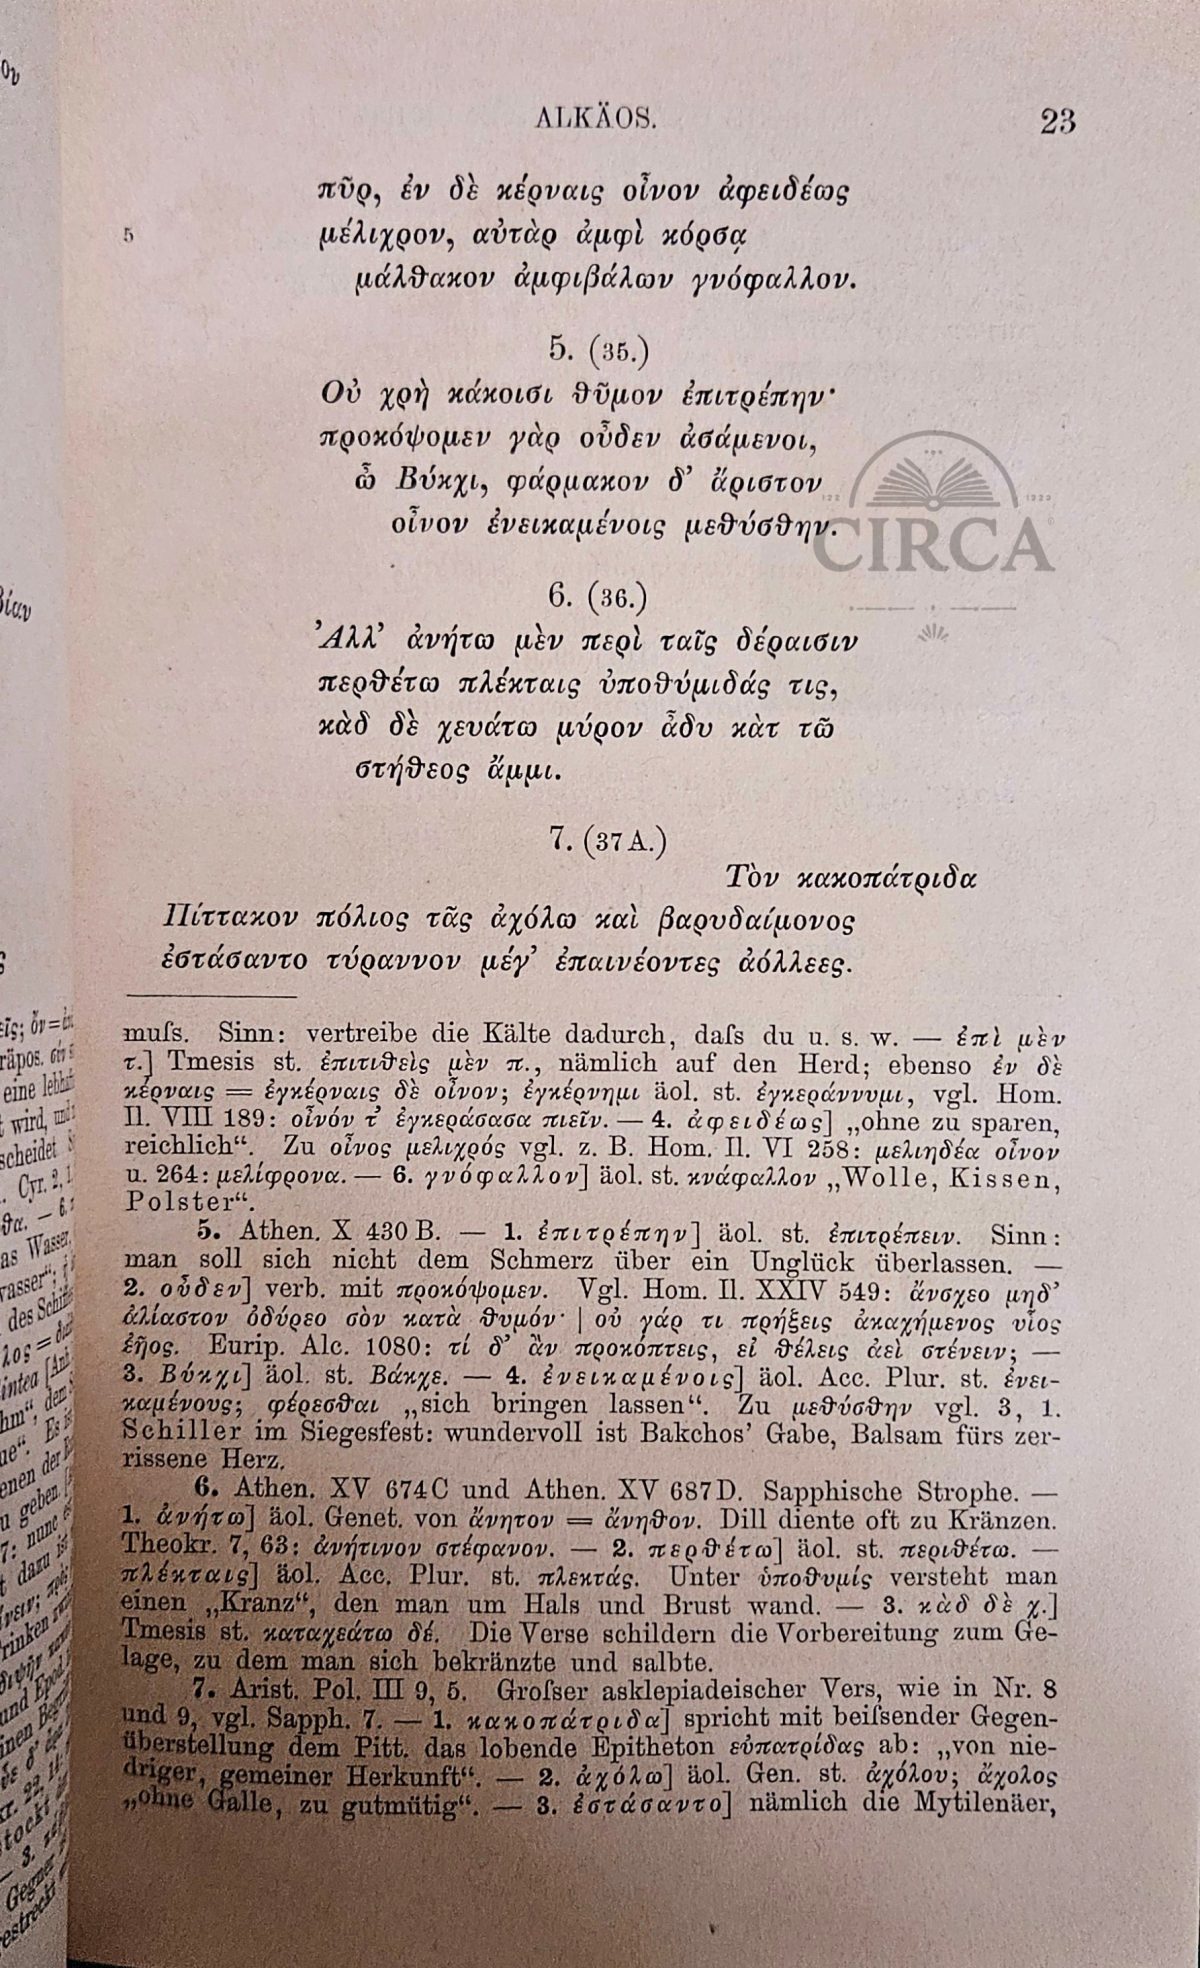 ALKÄOS. 23
πῦρ, ἐν δὲ κέρναις οἶνον ἀφειδέως
5 μέλιχρον, αὐτὰρ ἀμφὶ κόρσᾳ
μάλθακον ἀμφιβάλων γνόφαλλον.
5. (35.)
Οὐ χρὴ κάκοισι θῦμον ἐπιτρέπην·
προκόψομεν γὰρ οὖδεν ἀσάμενοι,
ὦ Βύκχι, φάρμακον δ' ἄριστον
οἶνον ἐνεικαμένοις μεθύσθην.
CIRCA
6. (36.)
Ἀλλ' ἀνήτω μὲν περὶ ταῖς δέραισιν
περθέτω πλέκταις ὐποθύμιδάς τις,
κὰδ δὲ χευάτω μύρον ἆδυ κὰτ τῶ
στήθεος ἄμμι.
7. (37 A.)
Τὸν κακοπάτριδα
Πίττακον πόλιος τᾶς ἀχόλω καὶ βαρυδαίμονος
ἐστάσαντο τύραννον μέγ' ἐπαινέοντες ἀόλλεες.
muſs. Sinn: vertreibe die Kälte dadurch, daſs du u. s. w. — ἐπὶ μὲν
τ.] Tmesis st. ἐπιτιθεὶς μὲν π., nämlich auf den Herd; ebenso ἐν δὲ
κέρναις = ἐγκέρναις δὲ οἶνον; ἐγκέρνημι äol. st. ἐγκεράννυμι, vgl. Hom.
Il. VIII 189: οἶνόν τ' ἐγκεράσασα πιεῖν. — 4. ἀφειδέως] „ohne zu sparen,
reichlich“. Zu οἶνος μελιχρός vgl. z. B. Hom. Il. VI 258: μελιηδέα οἶνον
u. 264: μελίφρονα. — 6. γνόφαλλον] äol. st. κνάφαλλον „Wolle, Kissen,
Polster“.
5. Athen. X 430 B. — 1. ἐπιτρέπην] äol. st. ἐπιτρέπειν. Sinn:
man soll sich nicht dem Schmerz über ein Unglück überlassen. —
2. οὖδεν] verb. mit προκόψομεν. Vgl. Hom. Il. XXIV 549: ἄνσχεο μηδ'
ἀλίαστον ὀδύρεο σὸν κατὰ θυμόν· | οὐ γάρ τι πρήξεις ἀκαχήμενος υἷος
ἑῆος. Eurip. Alc. 1080: τί δ' ἂν προκόπτεις, εἰ θέλεις ἀεὶ στένειν; —
3. Βύκχι] äol. st. Βάκχε. — 4. ἐνεικαμένοις] äol. Acc. Plur. st. ἐνει-
καμένους; φέρεσθαι „sich bringen lassen“. Zu μεθύσθην vgl. 3, 1.
Schiller im Siegesfest: wundervoll ist Bakchos' Gabe, Balsam fürs zer-
rissene Herz.
6. Athen. XV 674 C und Athen. XV 687 D. Sapphische Strophe. —
1. ἀνήτω] äol. Genet. von ἄνητον = ἄνηθον. Dill diente oft zu Kränzen.
Theokr. 7, 63: ἀνήτινον στέφανον. — 2. περθέτω] äol. st. περιθέτω. —
πλέκταις] äol. Acc. Plur. st. πλεκτάς. Unter ὑποθυμίς versteht man
einen „Kranz“, den man um Hals und Brust wand. — 3. κὰδ δὲ χ.]
Tmesis st. καταχεάτω δέ. Die Verse schildern die Vorbereitung zum Ge-
lage, zu dem man sich bekränzte und salbte.
7. Arist. Pol. III 9, 5. Groſser asklepiadeischer Vers, wie in Nr. 8
und 9, vgl. Sapph. 7. — 1. κακοπάτριδα] spricht mit beiſsender Gegen-
überstellung dem Pitt. das lobende Epitheton εὐπατρίδας ab: „von nie-
driger, gemeiner Herkunft“. — 2. ἀχόλω] äol. Gen. st. ἀχόλου; ἄχολος
„ohne Galle, zu gutmütig“. — 3. ἐστάσαντο] nämlich die Mytilenäer,